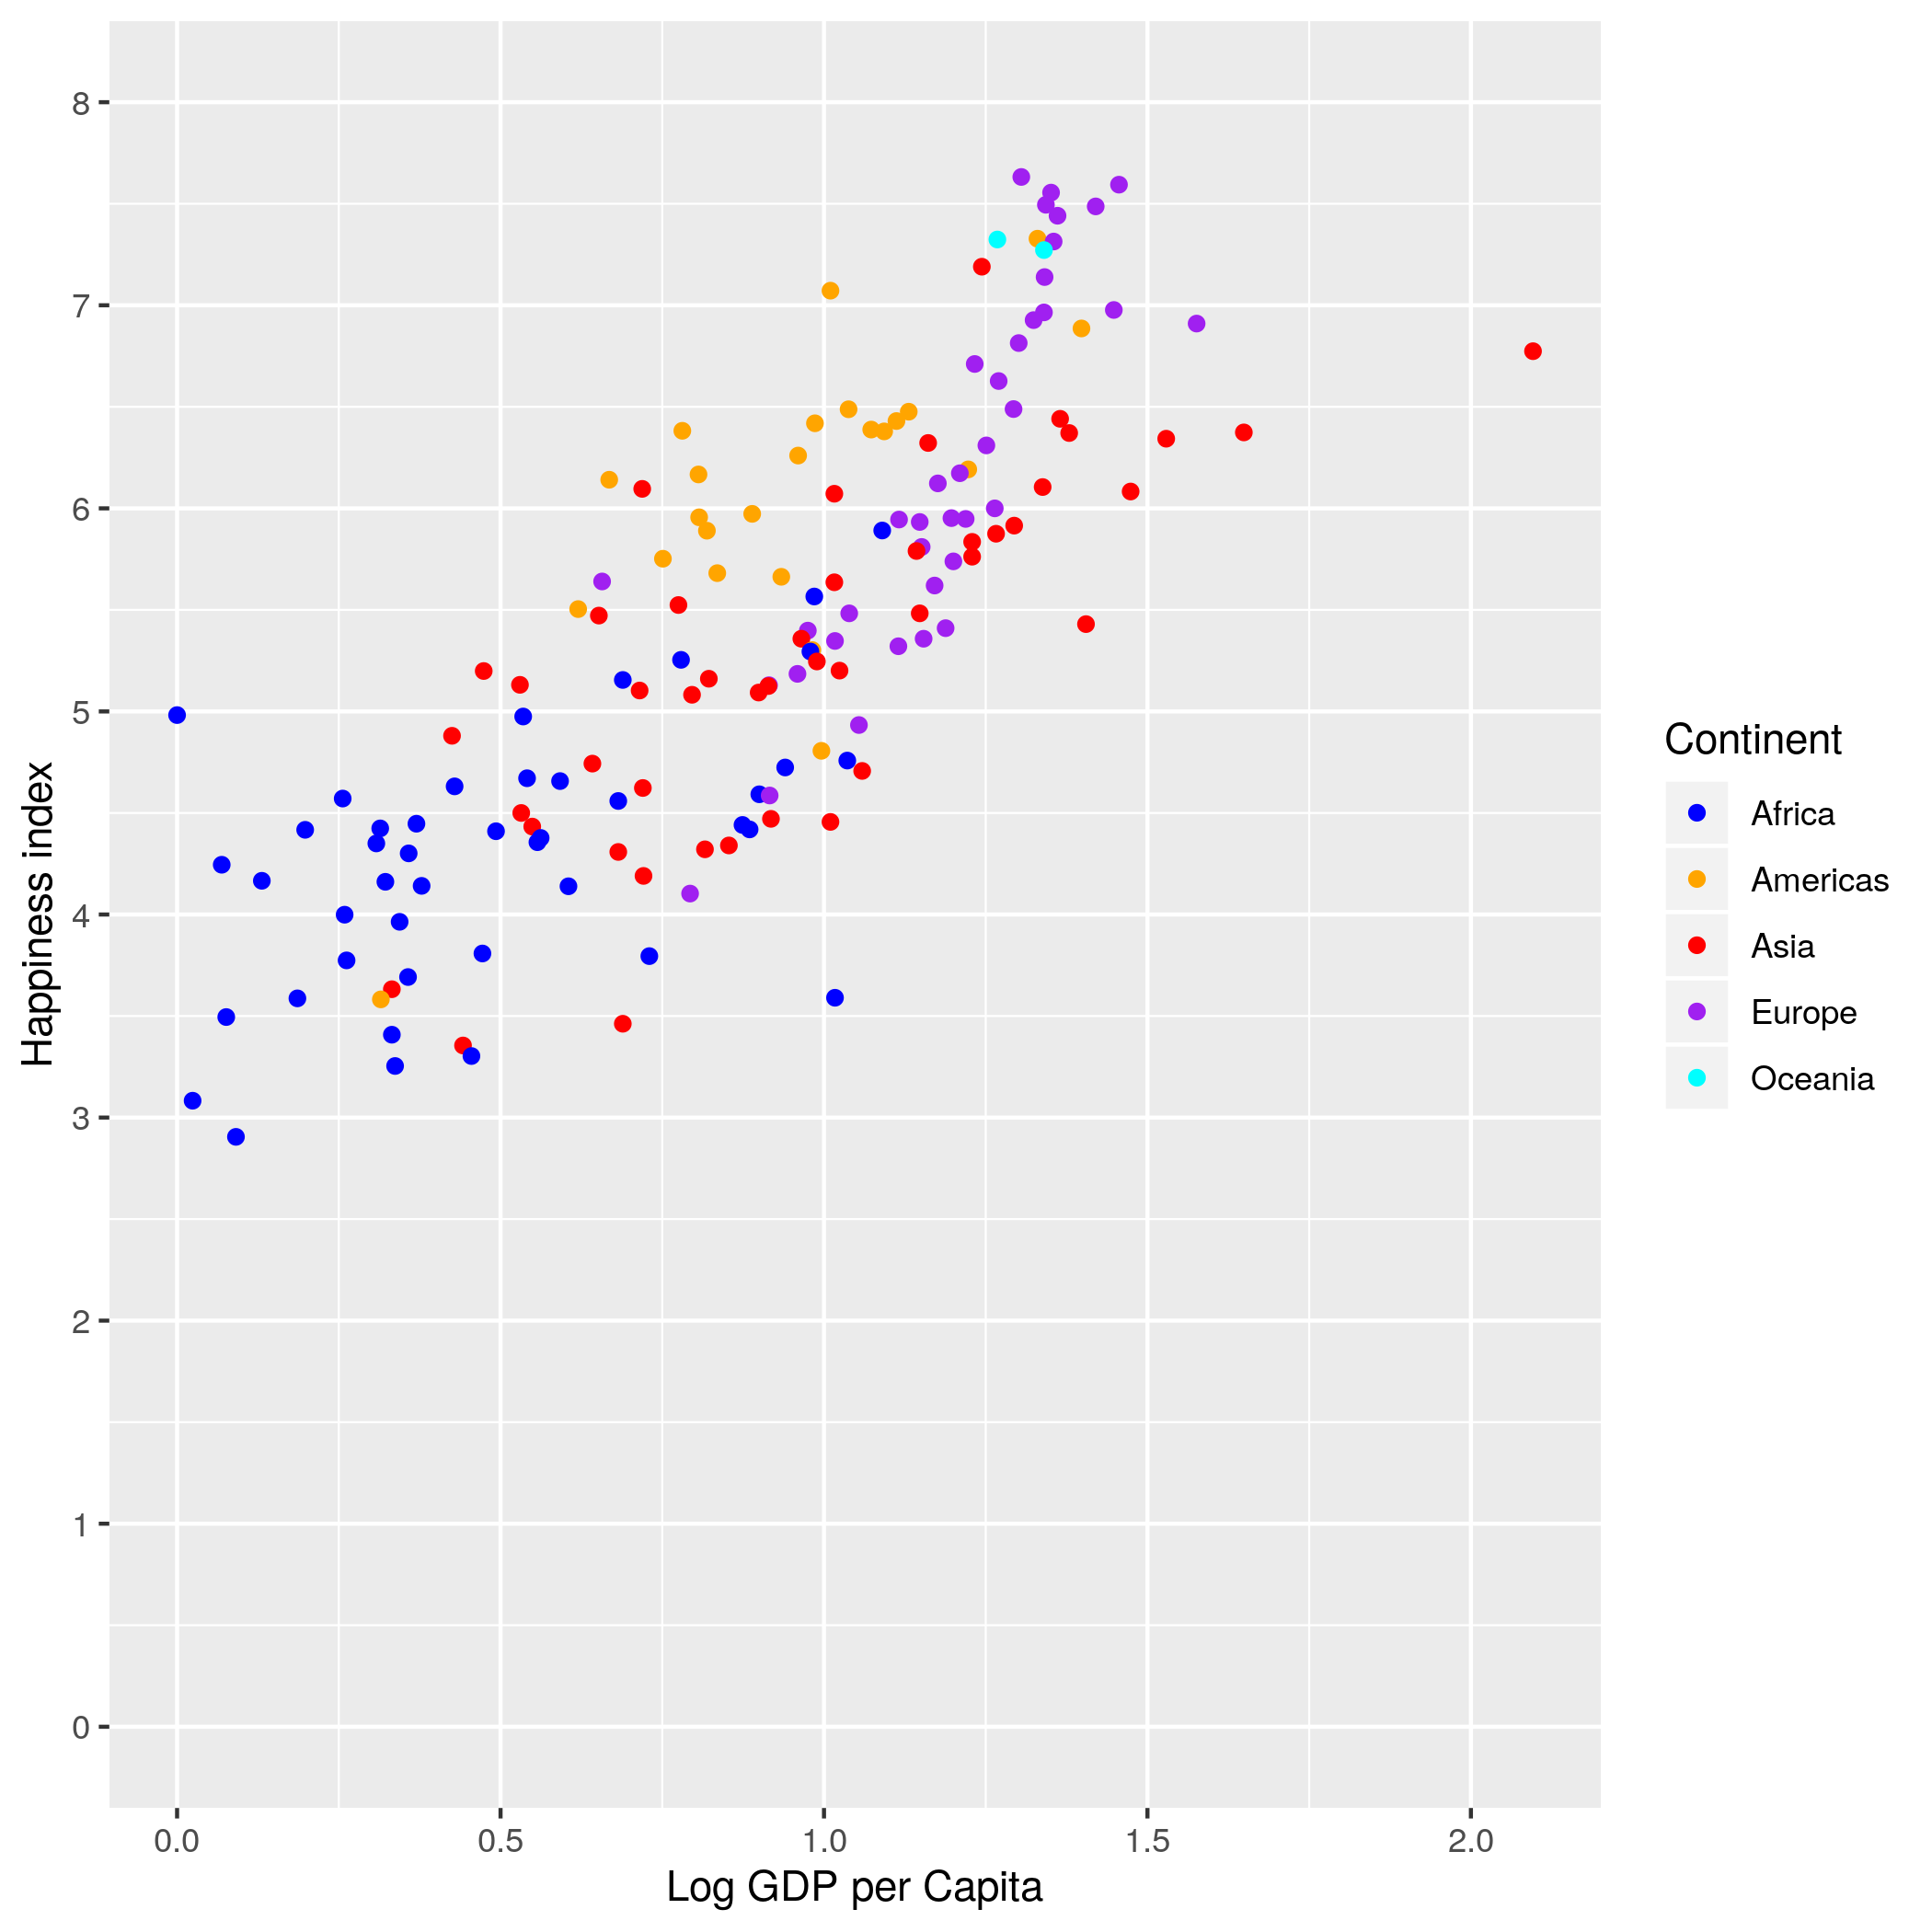 8
7
6
5
4
3
2
1
0
Happiness index
0.0 0.5 1.0 1.5 2.0
Log GDP per Capita
Continent
Africa
Americas
Asia
Europe
Oceania